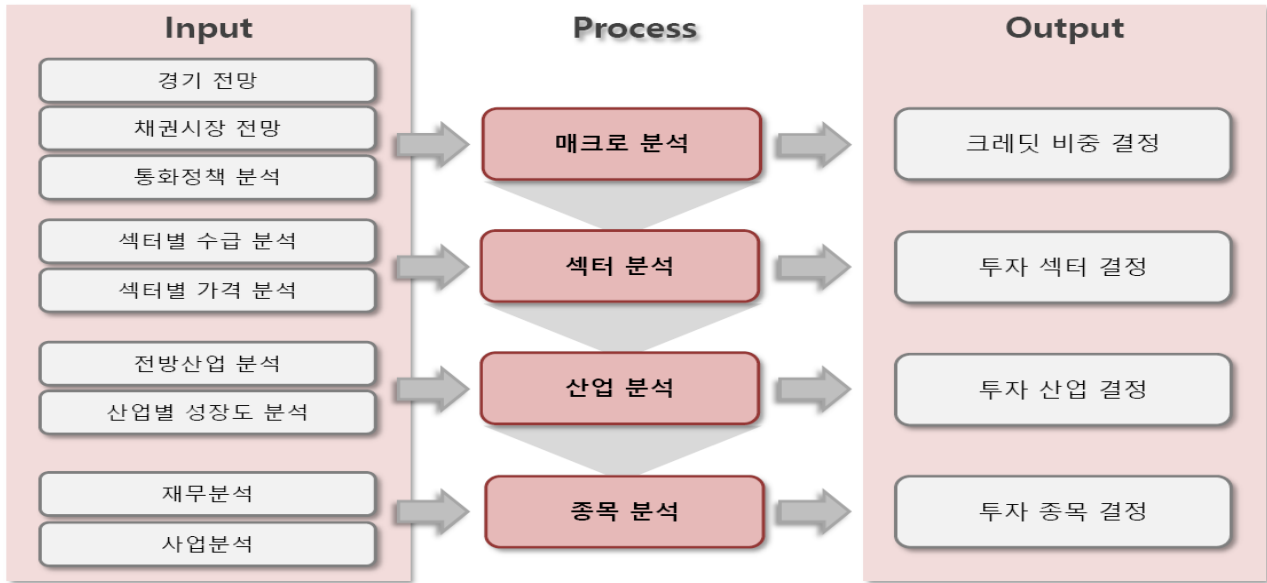 Input
Process
Output
경기 전망
채권시장 전망
통화정책 분석
매크로 분석
크레딧 비중 결정
섹터별 수급 분석
섹터별 가격 분석
섹터 분석
투자 섹터 결정
전방산업 분석
산업별 성장도 분석
산업 분석
투자 산업 결정
재무분석
사업분석
종목 분석
투자 종목 결정